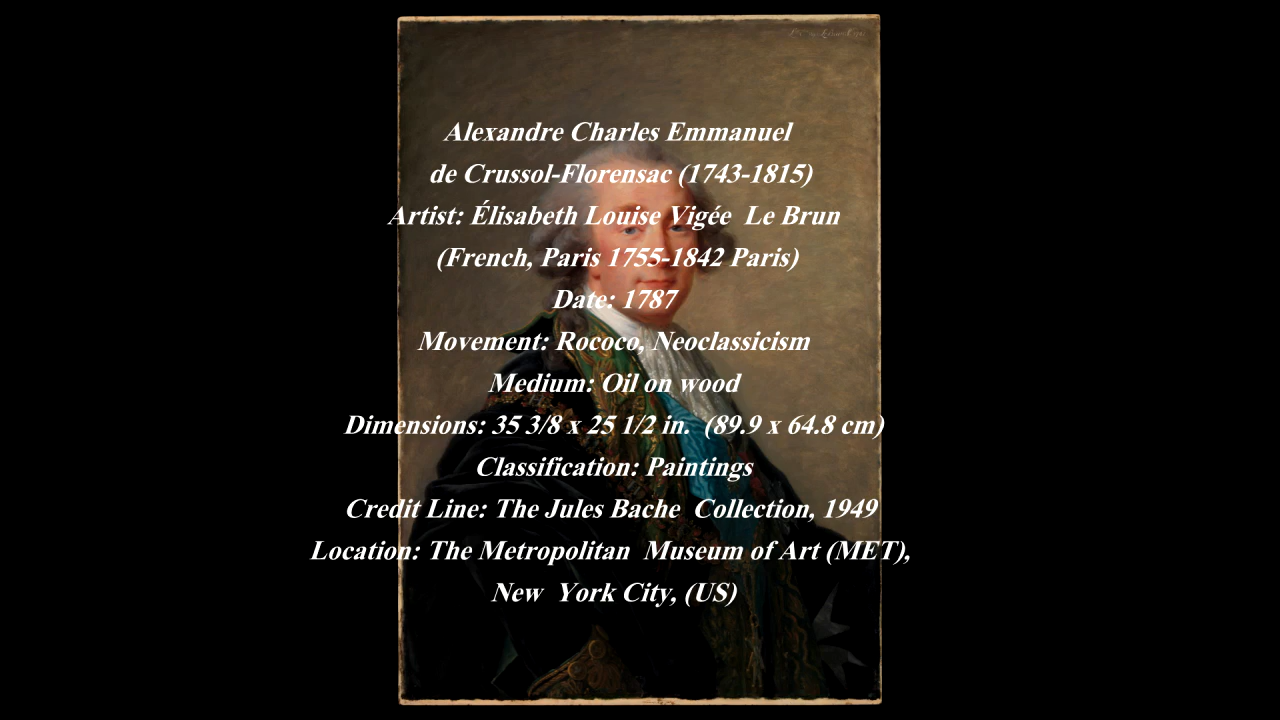 Alexandre Charles Emmanuel
de Crussol-Florensac (1743-1815)
Artist: Élisabeth Louise Vigée Le Brun
(French, Paris 1755-1842 Paris)
Date: 1787
Movement: Rococo, Neoclassicism
Medium: Oil on wood
Dimensions: 35 3/8 x 25 1/2 in. (89.9 x 64.8 cm)
Classification: Paintings
Credit Line: The Jules Bache Collection, 1949
Location: The Metropolitan Museum of Art (MET),
New York City, (US)